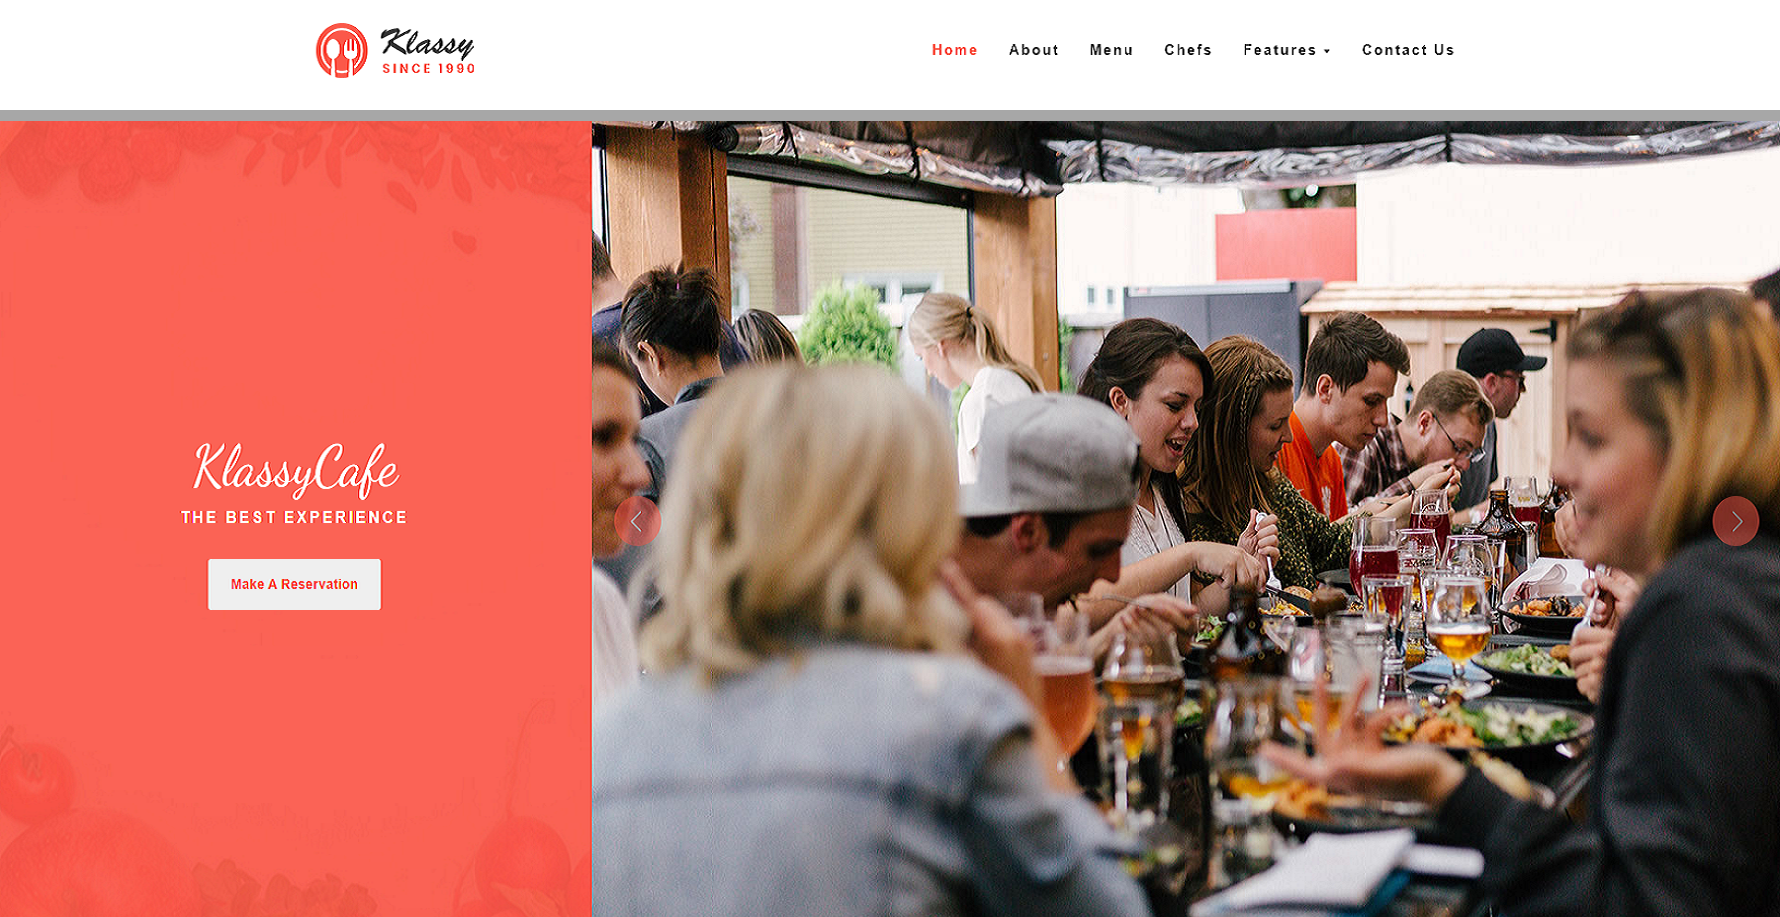 Klassy
SINCE 1990
Home About Menu Chefs Features Contact Us
KlassyCafe
THE BEST EXPERIENCE
Make A Reservation